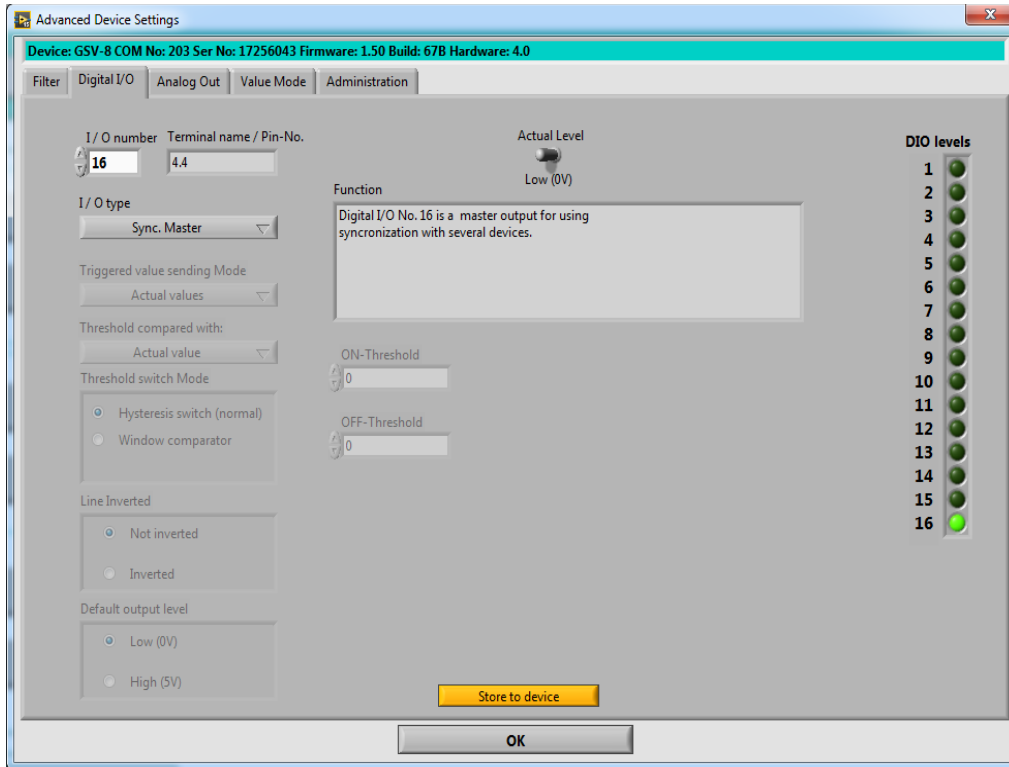 Advanced Device Settings
X
Device: GSV-8 COM No: 203 Ser No: 17256043 Firmware: 1.50 Build: 67B Hardware: 4.0
Filter
Digital I/O
Analog Out
Value Mode
Administration
I / O number
Terminal name / Pin-No.
16
4.4
I / O type
Sync. Master
Triggered value sending Mode
Actual values
Threshold compared with:
Actual value
Threshold switch Mode
Hysteresis switch (normal)
Window comparator
Line Inverted
Not inverted
Inverted
Default output level
Low (0V)
High (5V)
Actual Level
Low (0V)
Function
Digital I/O No. 16 is a  master output for using
syncronization with several devices.
ON-Threshold
0
OFF-Threshold
0
DIO levels
1
2
3
4
5
6
7
8
9
10
11
12
13
14
15
16
Store to device
OK